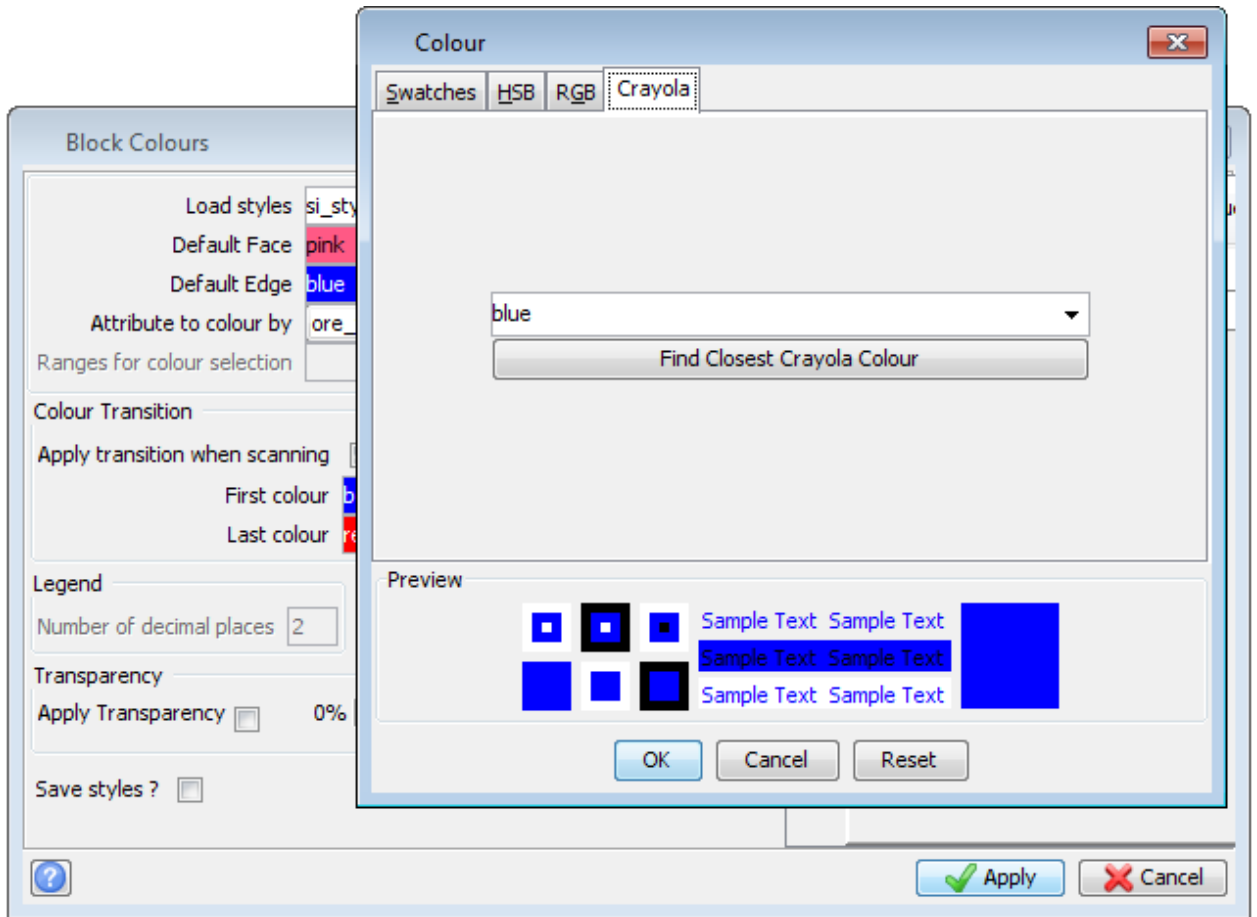 Colour
Swatches HSB RGB Crayola
blue
Find Closest Crayola Colour
Preview
Sample Text Sample Text
Sample Text Sample Text
Sample Text Sample Text
OK Cancel Reset
Block Colours
Load styles si_sty
Default Face pink
Default Edge blue
Attribute to colour by ore_
Ranges for colour selection
Colour Transition
Apply transition when scanning
First colour b
Last colour re
Legend
Number of decimal places 2
Transparency
Apply Transparency 0%
Save styles ?
? Apply Cancel